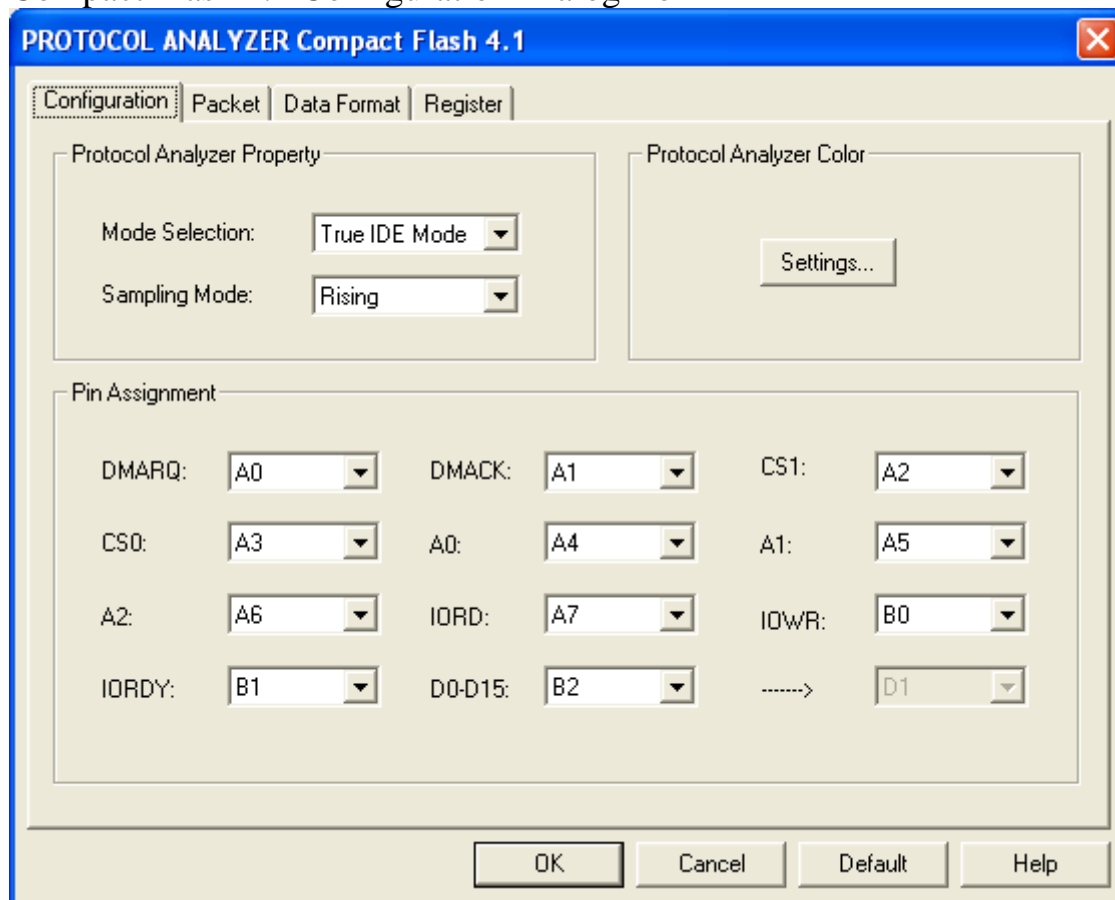 PROTOCOL ANALYZER Compact Flash 4.1
Configuration Packet Data Format Register
Protocol Analyzer Property
Mode Selection: True IDE Mode
Sampling Mode: Rising
Protocol Analyzer Color
Settings...
Pin Assignment
DMARQ: A0 DMACK: A1 CS1: A2
CS0: A3 A0: A4 A1: A5
A2: A6 IORD: A7 IOWR: B0
IORDY: B1 D0-D15: B2 -------> D1
OK Cancel Default Help